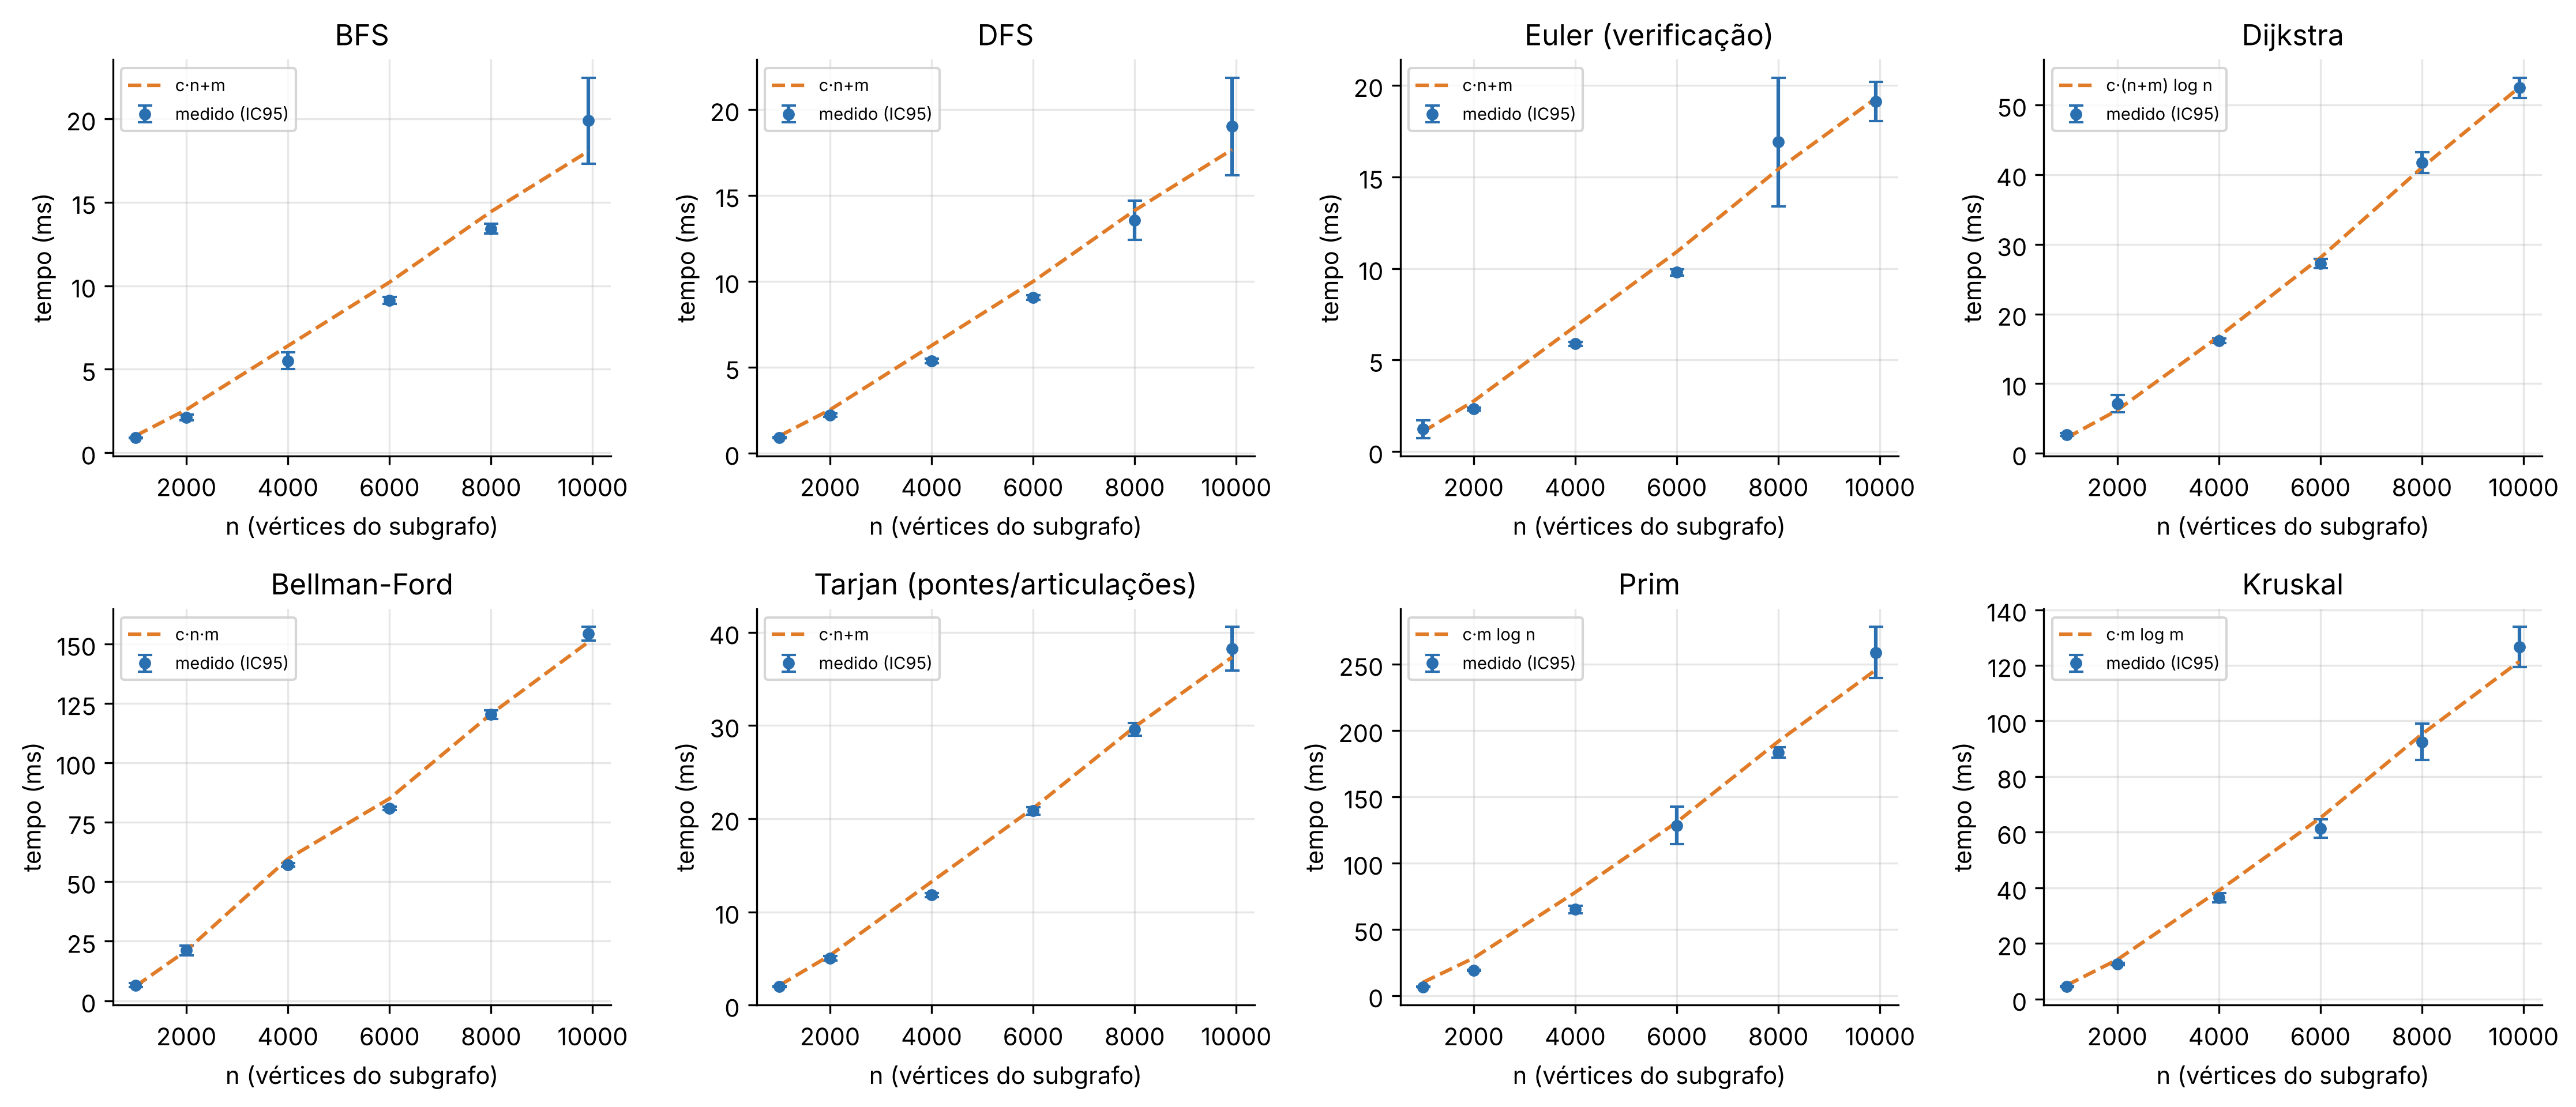 BFS
c·n+m
medido (IC95)
20
15
10
5
0
tempo (ms)
2000 4000 6000 8000 10000
n (vértices do subgrafo)
DFS
c·n+m
medido (IC95)
20
15
10
5
0
tempo (ms)
2000 4000 6000 8000 10000
n (vértices do subgrafo)
Euler (verificação)
c·n+m
medido (IC95)
20
15
10
5
0
tempo (ms)
2000 4000 6000 8000 10000
n (vértices do subgrafo)
Dijkstra
c·(n+m) log n
medido (IC95)
50
40
30
20
10
0
tempo (ms)
2000 4000 6000 8000 10000
n (vértices do subgrafo)
Bellman-Ford
c·n·m
medido (IC95)
150
125
100
75
50
25
0
tempo (ms)
2000 4000 6000 8000 10000
n (vértices do subgrafo)
Tarjan (pontes/articulações)
c·n+m
medido (IC95)
40
30
20
10
0
tempo (ms)
2000 4000 6000 8000 10000
n (vértices do subgrafo)
Prim
c·m log n
medido (IC95)
250
200
150
100
50
0
tempo (ms)
2000 4000 6000 8000 10000
n (vértices do subgrafo)
Kruskal
c·m log m
medido (IC95)
140
120
100
80
60
40
20
0
tempo (ms)
2000 4000 6000 8000 10000
n (vértices do subgrafo)